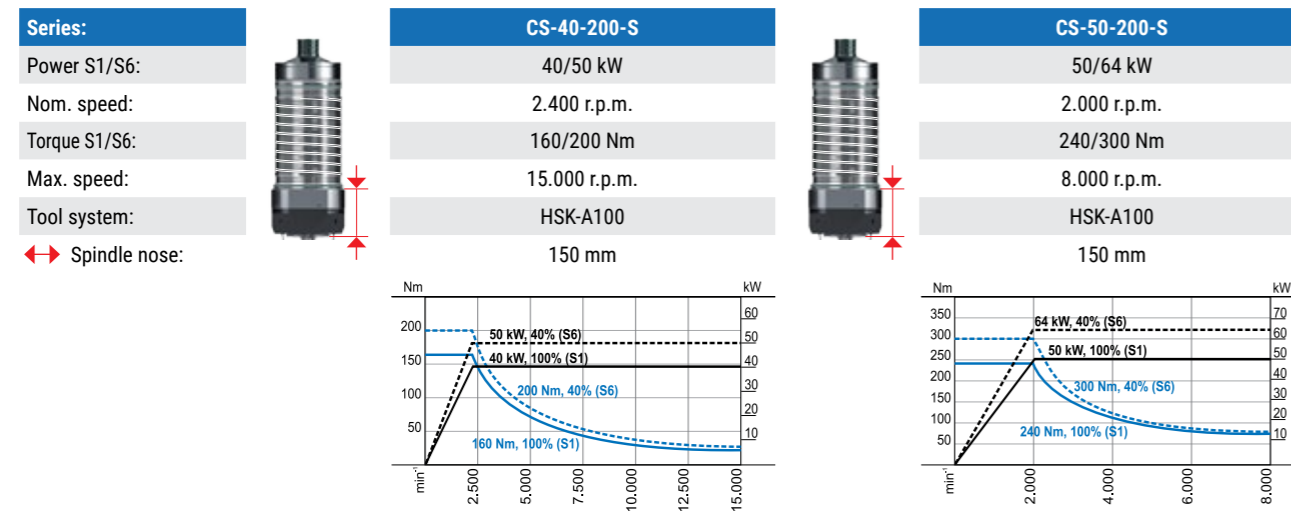 Series: CS-40-200-S CS-50-200-S
Power S1/S6: 40/50 kW 50/64 kW
Nom. speed: 2.400 r.p.m. 2.000 r.p.m.
Torque S1/S6: 160/200 Nm 240/300 Nm
Max. speed: 15.000 r.p.m. 8.000 r.p.m.
Tool system: HSK-A100 HSK-A100
Spindle nose: 150 mm 150 mm
Nm kW
200
150
100
50
60
50
40
30
20
10
50 kW, 40% (S6)
40 kW, 100% (S1)
200 Nm, 40% (S6)
160 Nm, 100% (S1)
min-1 2.500 5.000 7.500 10.000 12.500 15.000
Nm kW
350
300
250
200
150
100
50
70
60
50
40
30
20
10
64 kW, 40% (S6)
50 kW, 100% (S1)
300 Nm, 40% (S6)
240 Nm, 100% (S1)
min-1 2.000 4.000 6.000 8.000